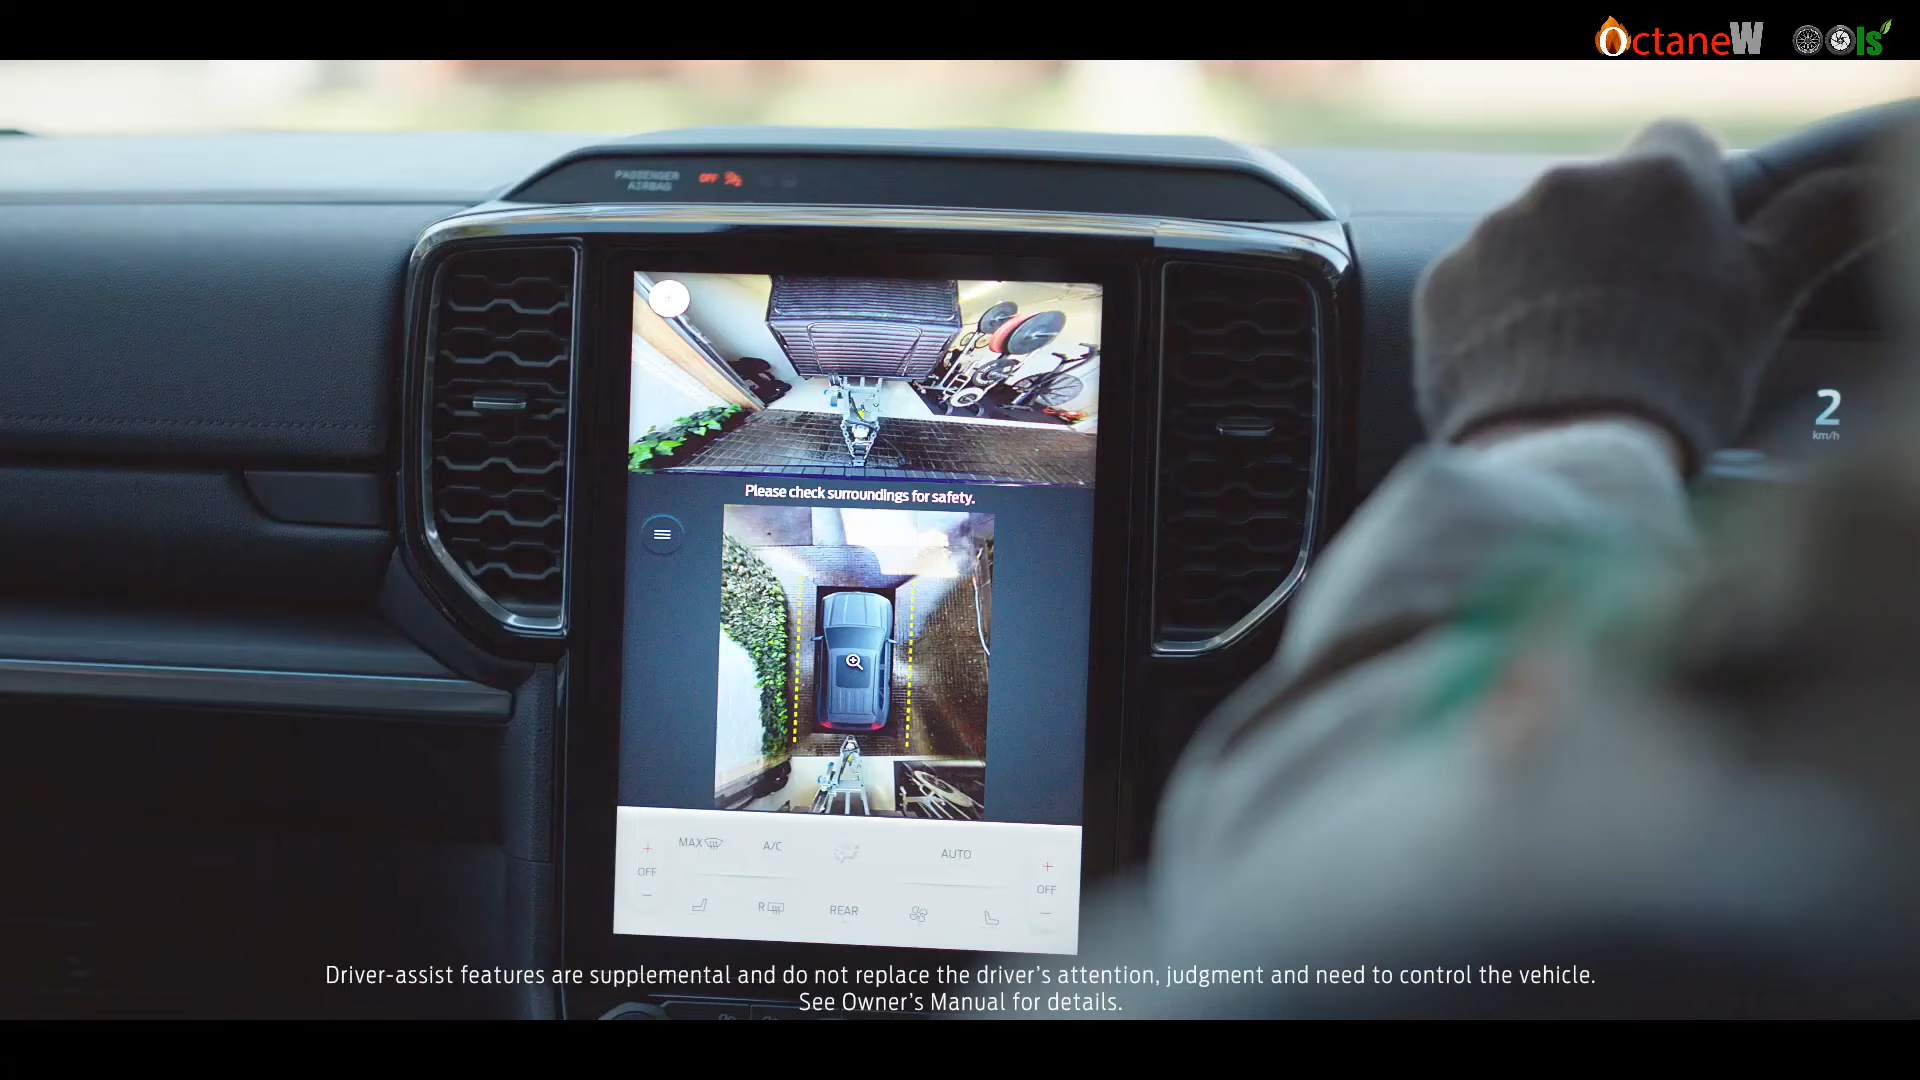 OctaneW ools
PASSENGER
AIRBAG
OFF
Please check surroundings for safety.
2
km/h
MAX
A/C
AUTO
OFF
OFF
R
REAR
Driver-assist features are supplemental and do not replace the driver's attention, judgment and need to control the vehicle.
See Owner's Manual for details.